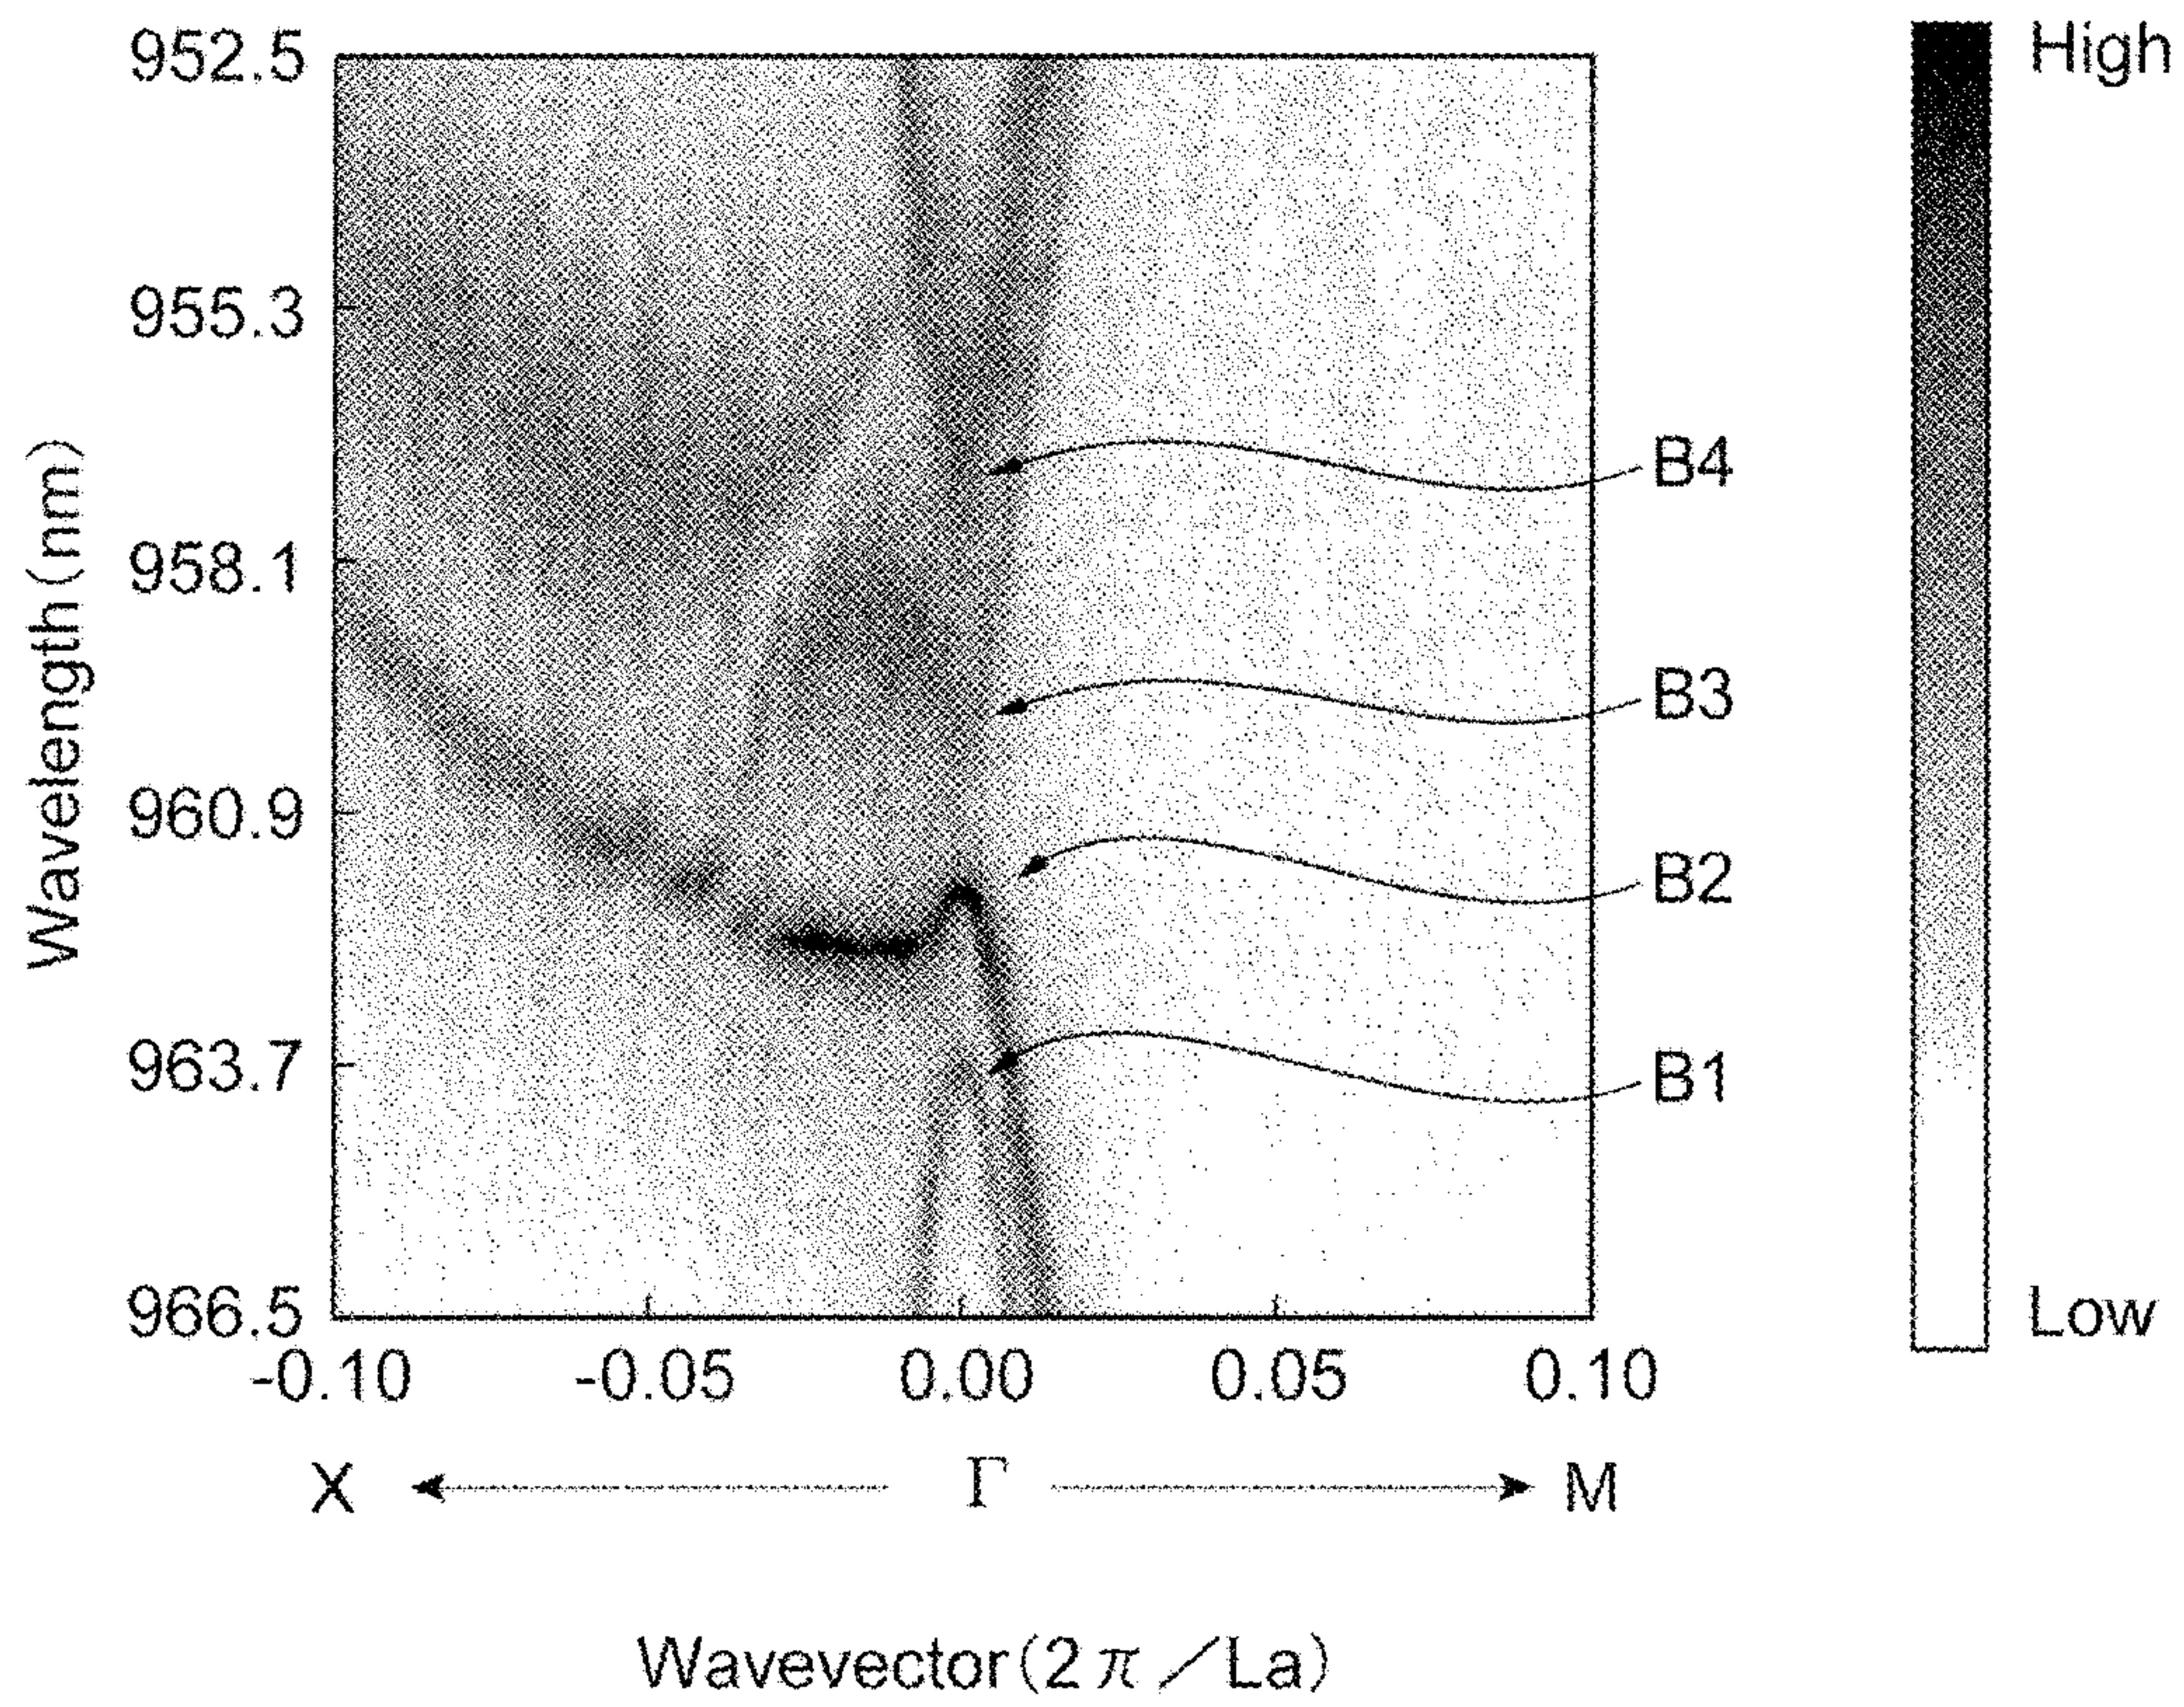 952.5
955.3
958.1
960.9
963.7
966.5
Wavelength(nm)
-0.10 -0.05 0.00 0.05 0.10
X Γ M
Wavevector(2π/La)
B4
B3
B2
B1
High
Low